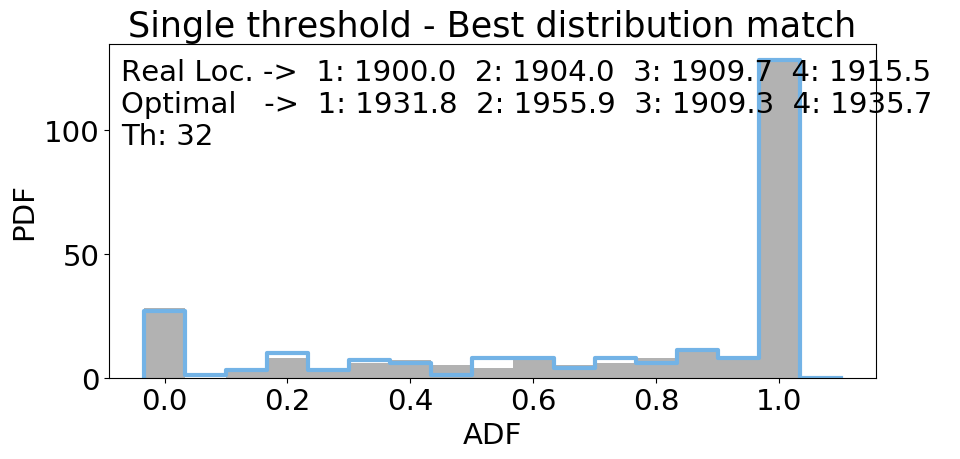 Single threshold - Best distribution match
Real Loc. -> 1: 1900.0 2: 1904.0 3: 1909.7 4: 1915.5
Optimal -> 1: 1931.8 2: 1955.9 3: 1909.3 4: 1935.7
Th: 32
PDF
100
50
0
0.0 0.2 0.4 0.6 0.8 1.0
ADF